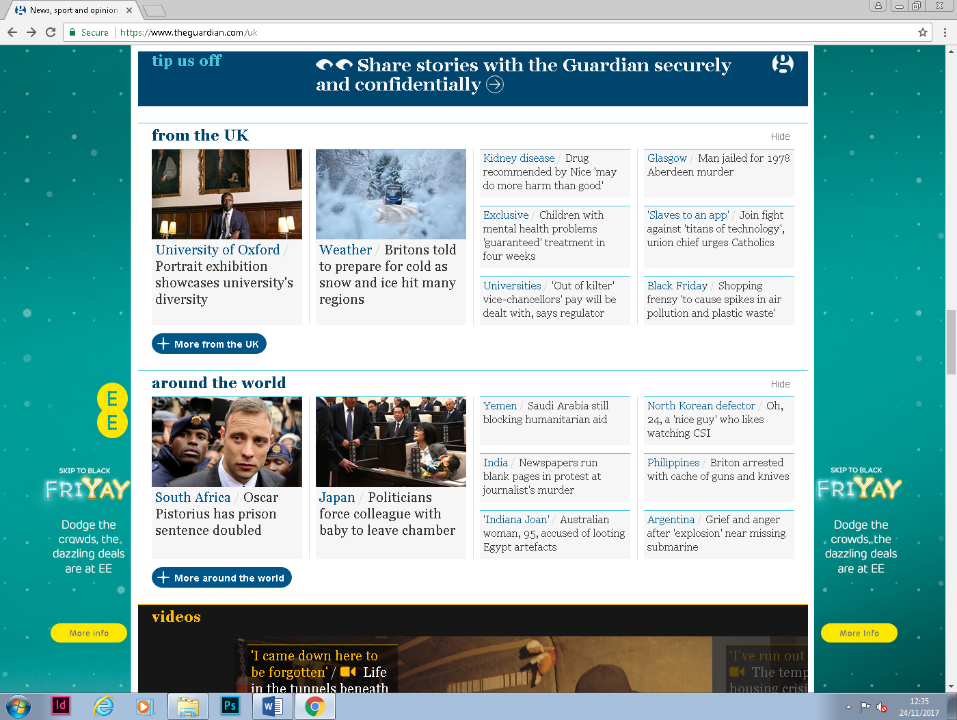 News, sport and opinion
Secure
https://www.theguardian.com/uk
tip us off
Share stories with the Guardian securely
and confidentially
from the UK
Hide
University of Oxford /
Portrait exhibition
showcases university's
diversity
Weather / Britons told
to prepare for cold as
snow and ice hit many
regions
Kidney disease / Drug
recommended by Nice 'may
do more harm than good'
Exclusive / Children with
mental health problems
'guaranteed' treatment in
four weeks
Universities / 'Out of kilter'
vice-chancellors' pay will be
dealt with, says regulator
Glasgow / Man jailed for 1978
Aberdeen murder
'Slaves to an app' / Join fight
against 'titans of technology',
union chief urges Catholics
Black Friday / Shopping
frenzy 'to cause spikes in air
pollution and plastic waste'
More from the UK
around the world
Hide
South Africa / Oscar
Pistorius has prison
sentence doubled
Japan / Politicians
force colleague with
baby to leave chamber
Yemen / Saudi Arabia still
blocking humanitarian aid
India / Newspapers run
blank pages in protest at
journalist's murder
'Indiana Joan' / Australian
woman, 95, accused of looting
Egypt artefacts
North Korean defector / Oh,
24, a 'nice guy' who likes
watching CSI
Philippines / Briton arrested
with cache of guns and knives
Argentina / Grief and anger
after 'explosion' near missing
submarine
More around the world
E
E
SKIP TO BLACK
FRIYAY
Dodge the
crowds, the
dazzling deals
are at EE
More info
SKIP TO BLACK
FRIYAY
Dodge the
crowds, the
dazzling deals
are at EE
More Info
videos
'I came down here to
be forgotten' / Life
in the tunnels beneath
'I've run out
The temp
housing crisi
Id
Ps
W
12:35
24/11/2017